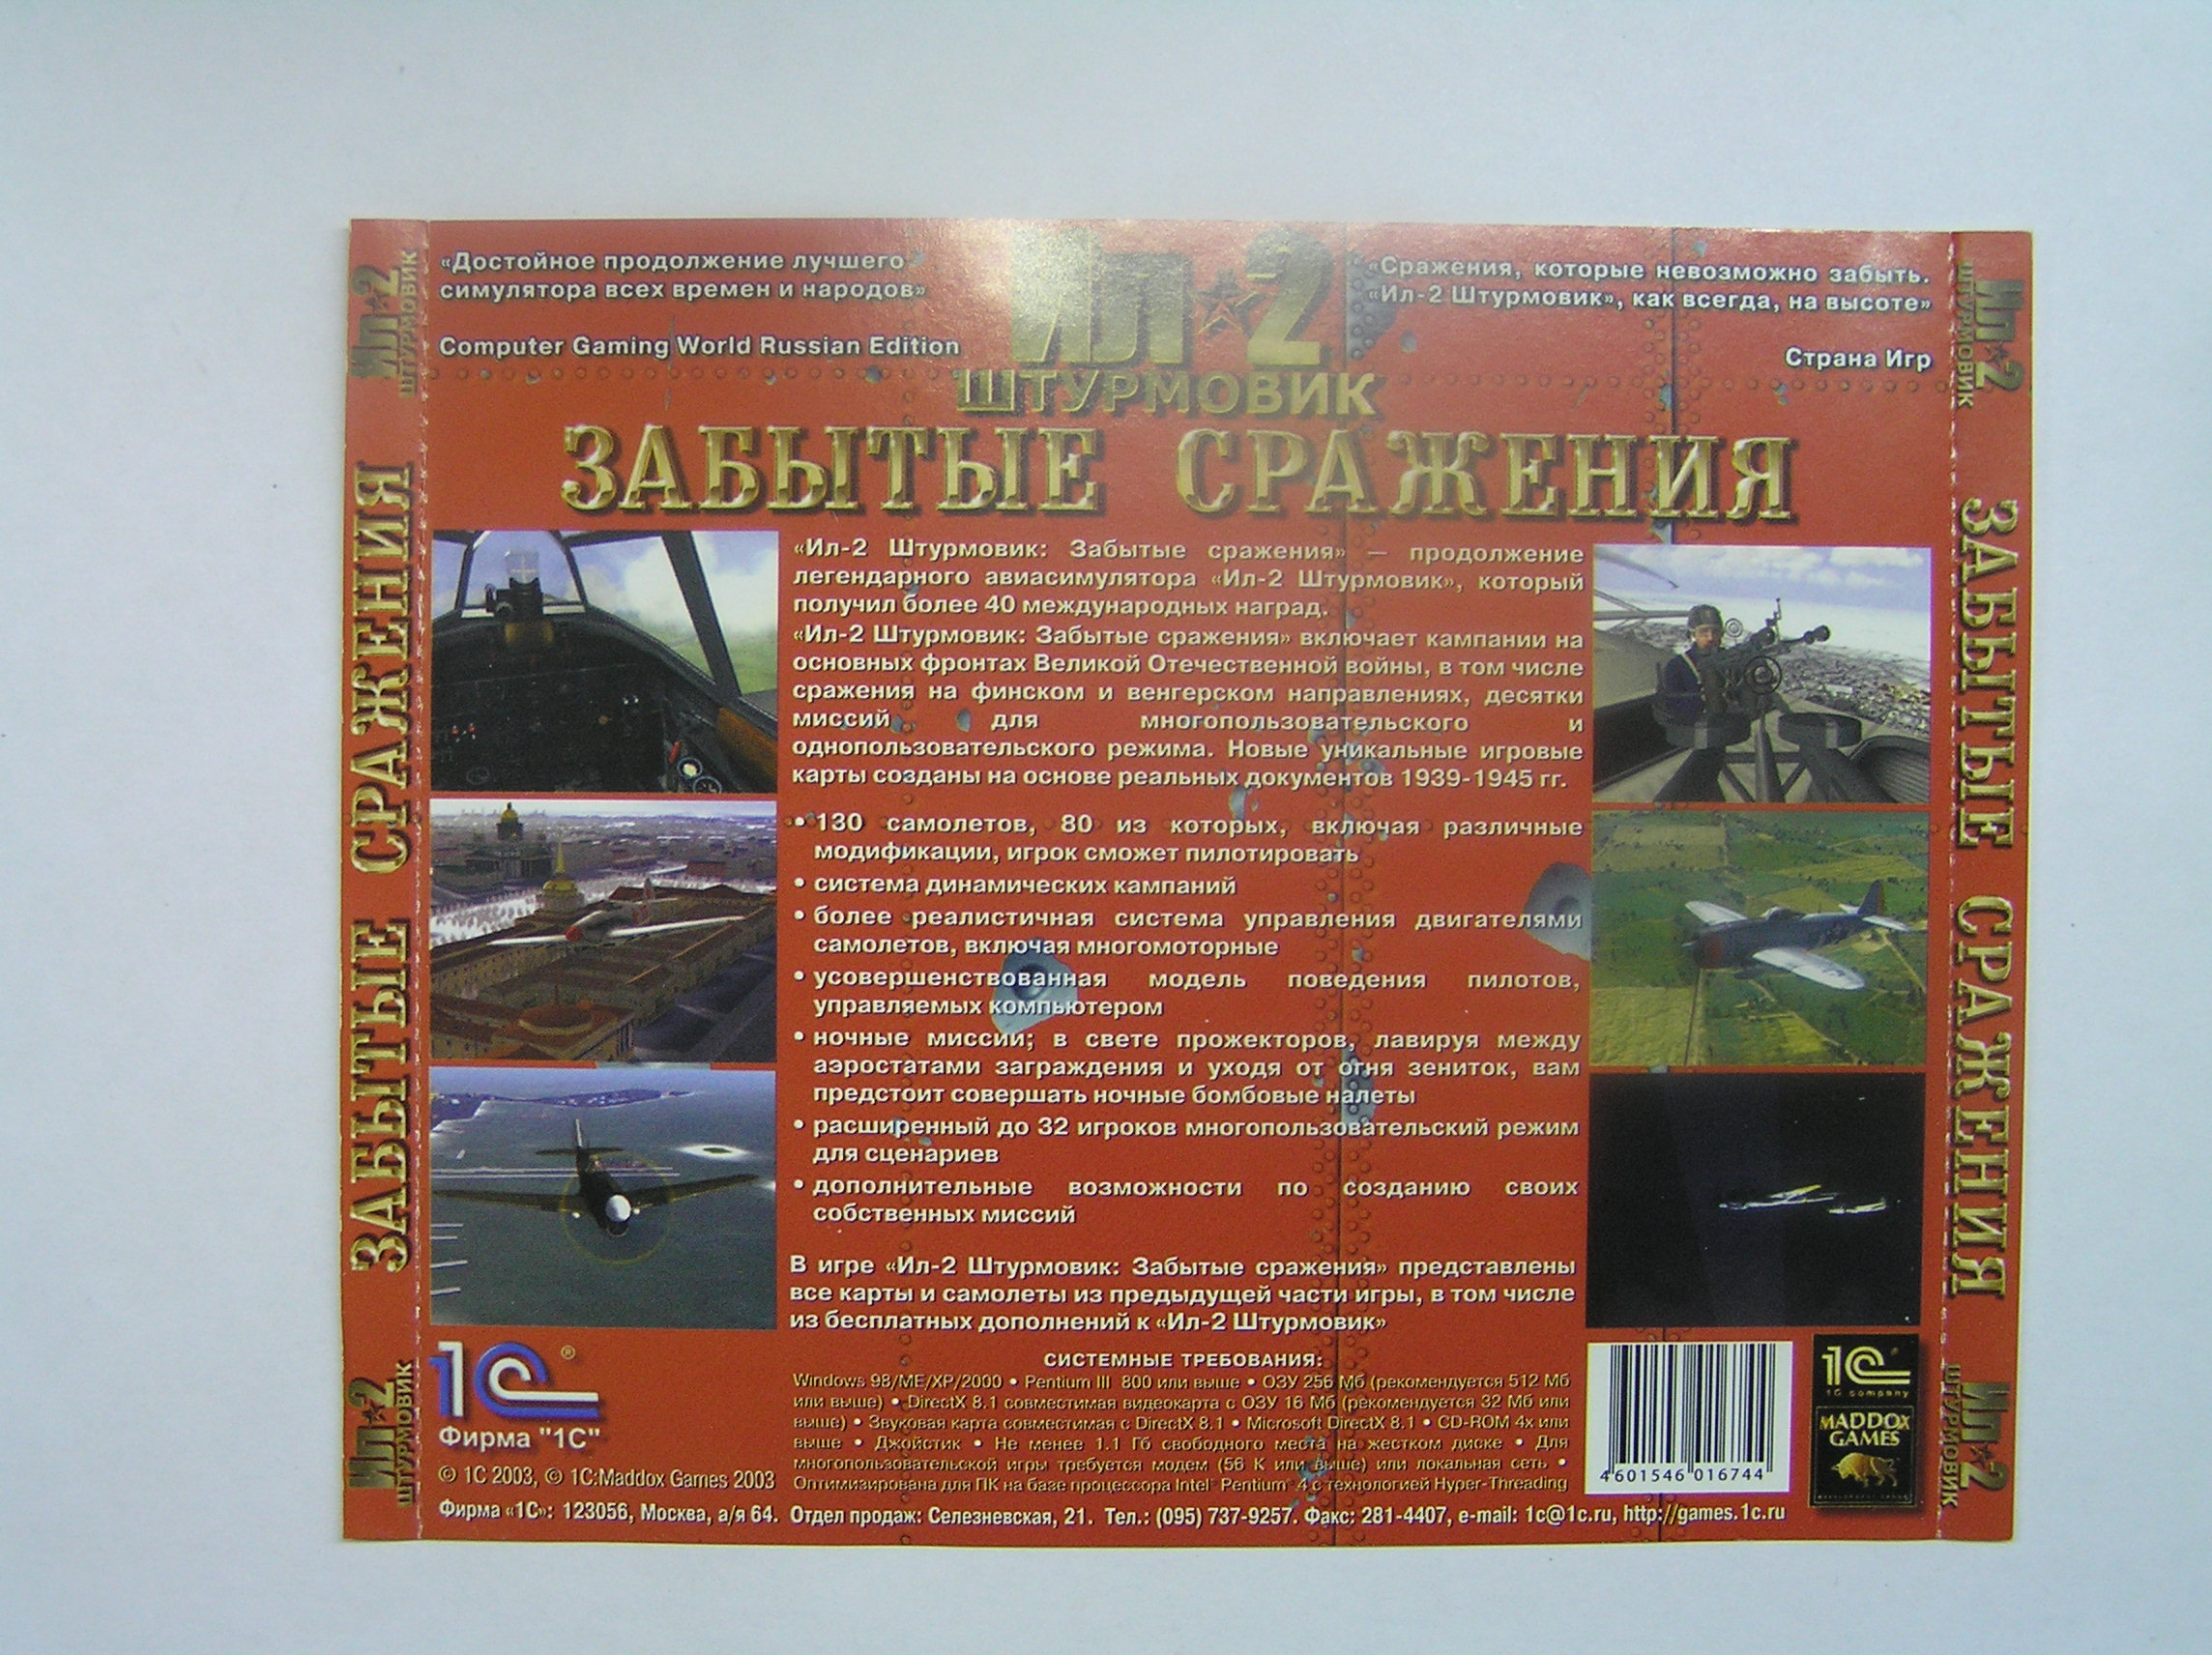 «Достойное продолжение лучшего
симулятора всех времен и народов»
Computer Gaming World Russian Edition
Ил 2
ШТУРМОВИК
«Сражения, которые невозможно забыть.
«Ил-2 Штурмовик», как всегда, на высоте»
Страна Игр
ЗАБЫТЫЕ СРАЖЕНИЯ
«Ил-2 Штурмовик: Забытые сражения» — продолжение
легендарного авиасимулятора «Ил-2 Штурмовик», который
получил более 40 международных наград.
«Ил-2 Штурмовик: Забытые сражения» включает кампании на
основных фронтах Великой Отечественной войны, в том числе
сражения на финском и венгерском направлениях, десятки
миссий для многопользовательского и
однопользовательского режима. Новые уникальные игровые
карты созданы на основе реальных документов 1939-1945 гг.
• 130 самолетов, 80 из которых, включая различные
модификации, игрок сможет пилотировать
• система динамических кампаний
• более реалистичная система управления двигателями
самолетов, включая многомоторные
• усовершенствованная модель поведения пилотов,
управляемых компьютером
• ночные миссии; в свете прожекторов, лавируя между
аэростатами заграждения и уходя от огня зениток, вам
предстоит совершать ночные бомбовые налеты
• расширенный до 32 игроков многопользовательский режим
для сценариев
• дополнительные возможности по созданию своих
собственных миссий
В игре «Ил-2 Штурмовик: Забытые сражения» представлены
все карты и самолеты из предыдущей части игры, в том числе
из бесплатных дополнений к «Ил-2 Штурмовик»
СИСТЕМНЫЕ ТРЕБОВАНИЯ:
Windows 98/ME/XP/2000 • Pentium III 800 или выше • ОЗУ 256 Мб (рекомендуется 512 Мб
или выше) • DirectX 8.1 совместимая видеокарта с ОЗУ 16 Мб (рекомендуется 32 Мб или
выше) • Звуковая карта совместимая с DirectX 8.1 • Microsoft DirectX 8.1 • CD-ROM 4x или
выше • Джойстик • Не менее 1.1 Гб свободного места на жестком диске • Для
многопользовательской игры требуется модем (56 К или выше) или локальная сеть •
Оптимизирована для ПК на базе процессора Intel® Pentium® 4 с технологией Hyper-Threading
1C®
Фирма "1С"
© 1С 2003, © 1С:Maddox Games 2003
Фирма «1С»: 123056, Москва, а/я 64. Отдел продаж: Селезневская, 21. Тел.: (095) 737-9257. Факс: 281-4407, e-mail: 1c@1c.ru, http://games.1c.ru
4 601546 016744
1C
1C company
MADDOX
GAMES
Ил 2
ШТУРМОВИК
ЗАБЫТЫЕ СРАЖЕНИЯ
Ил 2
ШТУРМОВИК
Ил 2
ШТУРМОВИК
ЗАБЫТЫЕ СРАЖЕНИЯ
Ил 2
ШТУРМОВИК